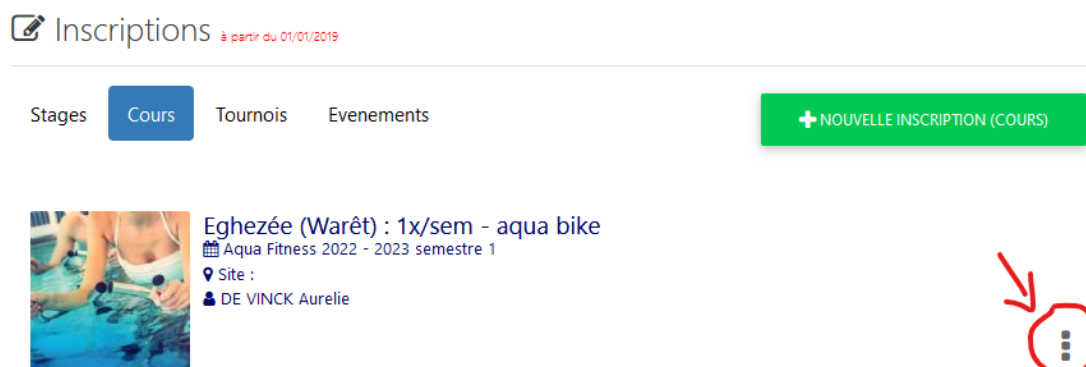 Inscriptions à partir du 01/01/2019
Stages Cours Tournois Evenements
NOUVELLE INSCRIPTION (COURS)
Eghezée (Warêt) : 1x/sem - aqua bike
Aqua Fitness 2022 - 2023 semestre 1
Site :
DE VINCK Aurelie